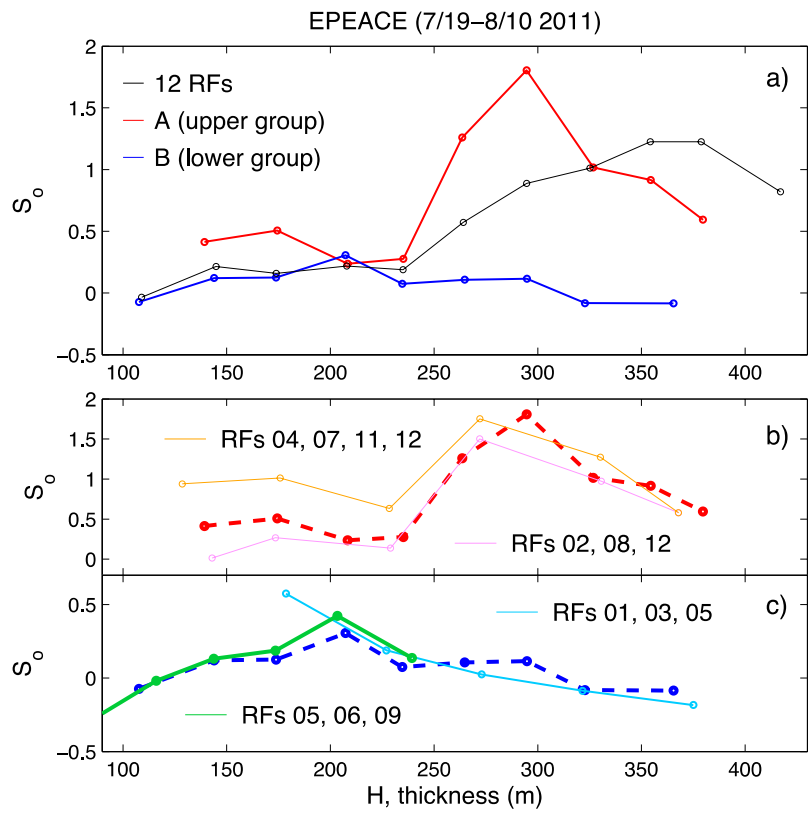 EPEACE (7/19−8/10 2011)
2
1.5
1
0.5
0
−0.5
S_o
12 RFs
A (upper group)
B (lower group)
a)
100 150 200 250 300 350 400
2
1.5
1
0.5
0
S_o
RFs 04, 07, 11, 12
RFs 02, 08, 12
b)
0.5
0
−0.5
S_o
RFs 01, 03, 05
RFs 05, 06, 09
c)
100 150 200 250 300 350 400
H, thickness (m)